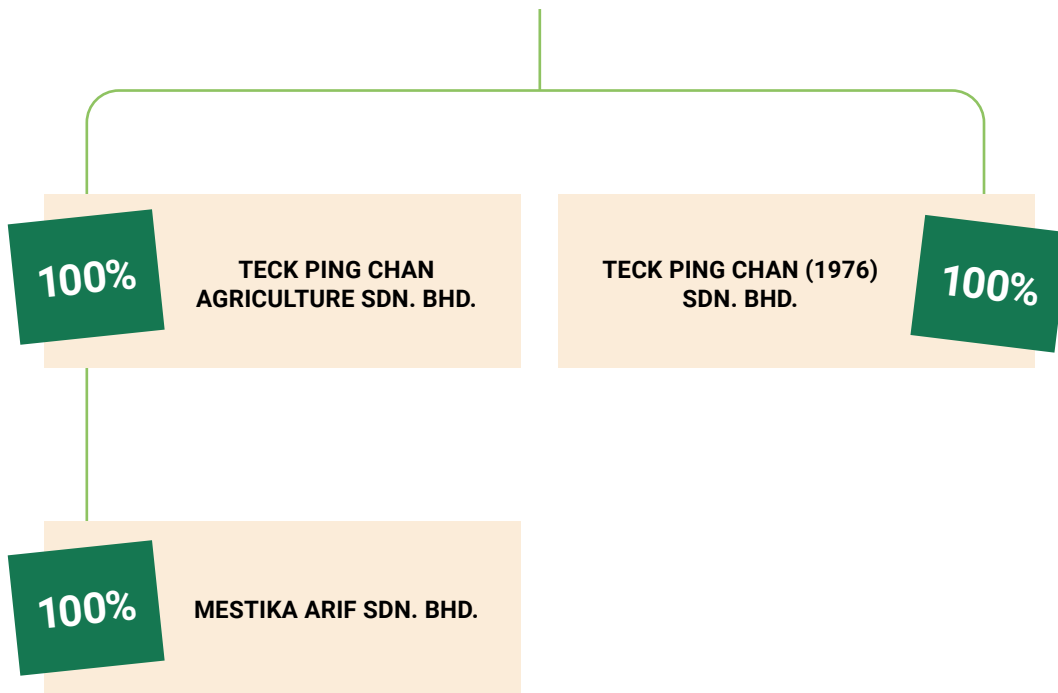 100%
TECK PING CHAN
AGRICULTURE SDN. BHD.
TECK PING CHAN (1976)
SDN. BHD.
100%
100%
MESTIKA ARIF SDN. BHD.